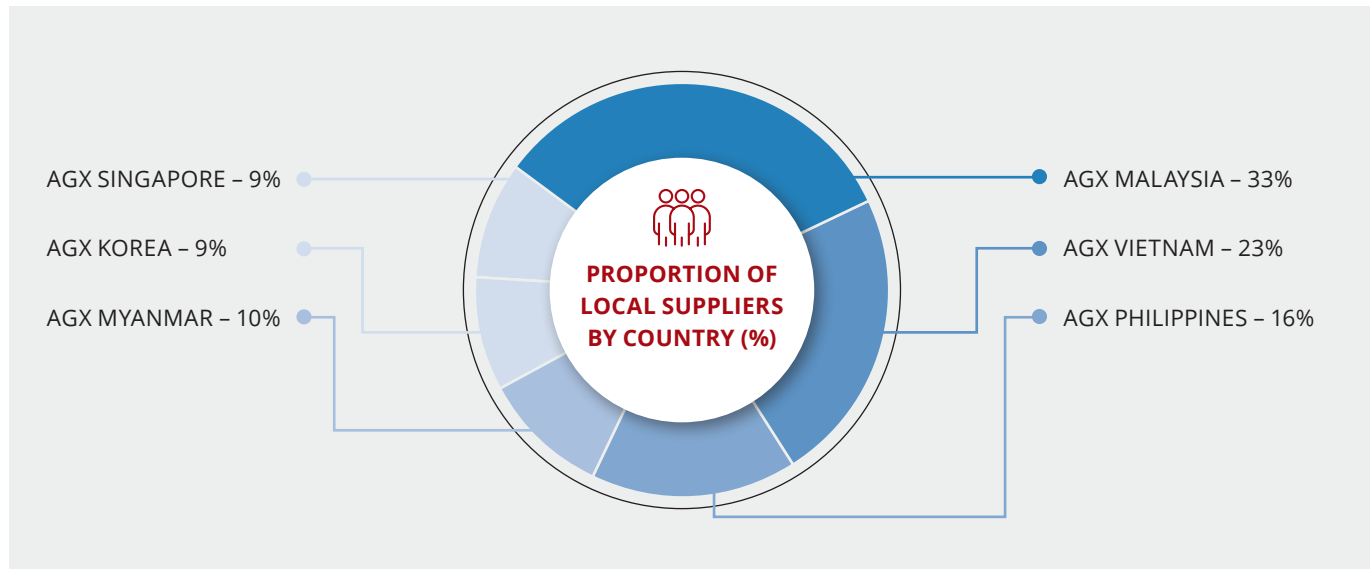 AGX SINGAPORE – 9%
AGX KOREA – 9%
AGX MYANMAR – 10%
PROPORTION OF
LOCAL SUPPLIERS
BY COUNTRY (%)
AGX MALAYSIA – 33%
AGX VIETNAM – 23%
AGX PHILIPPINES – 16%